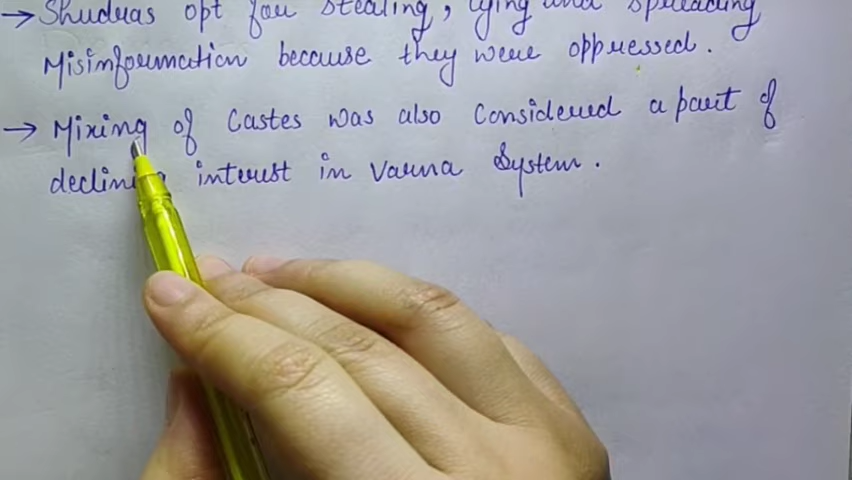 → Shudras opt for stealing, lying and spreading
Misinformation because they were oppressed.
→ Mixing of Castes was also Considered a part of
declining interest in Varna System.